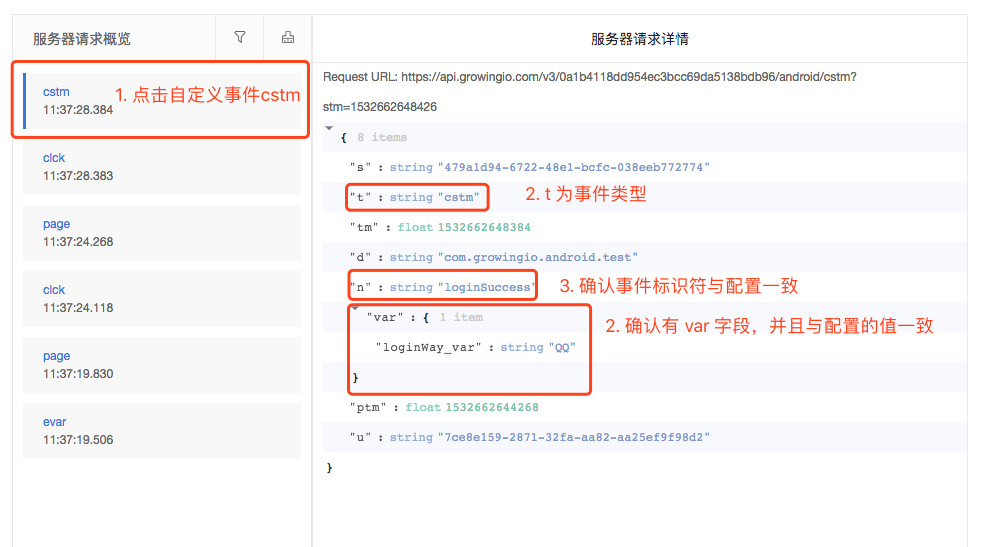 服务器请求概览
服务器请求详情
cstm
11:37:28.384
1. 点击自定义事件cstm
clck
11:37:28.383
page
11:37:24.268
clck
11:37:24.118
page
11:37:19.830
evar
11:37:19.506
Request URL: https://api.growingio.com/v3/0a1b4118dd954ec3bcc69da5138bdb96/android/cstm?
stm=1532662648426
{ 8 items
"s" : string "479a1d94-6722-48e1-bcfc-038eeb772774"
"t" : string "cstm" 2. t 为事件类型
"tm" : float 1532662648384
"d" : string "com.growingio.android.test"
"n" : string "loginSuccess" 3. 确认事件标识符与配置一致
"var" : { 1 item 2. 确认有 var 字段，并且与配置的值一致
"loginWay_var" : string "QQ"
}
"ptm" : float 1532662644268
"u" : string "7ce8e159-2871-32fa-aa82-aa25ef9f98d2"
}